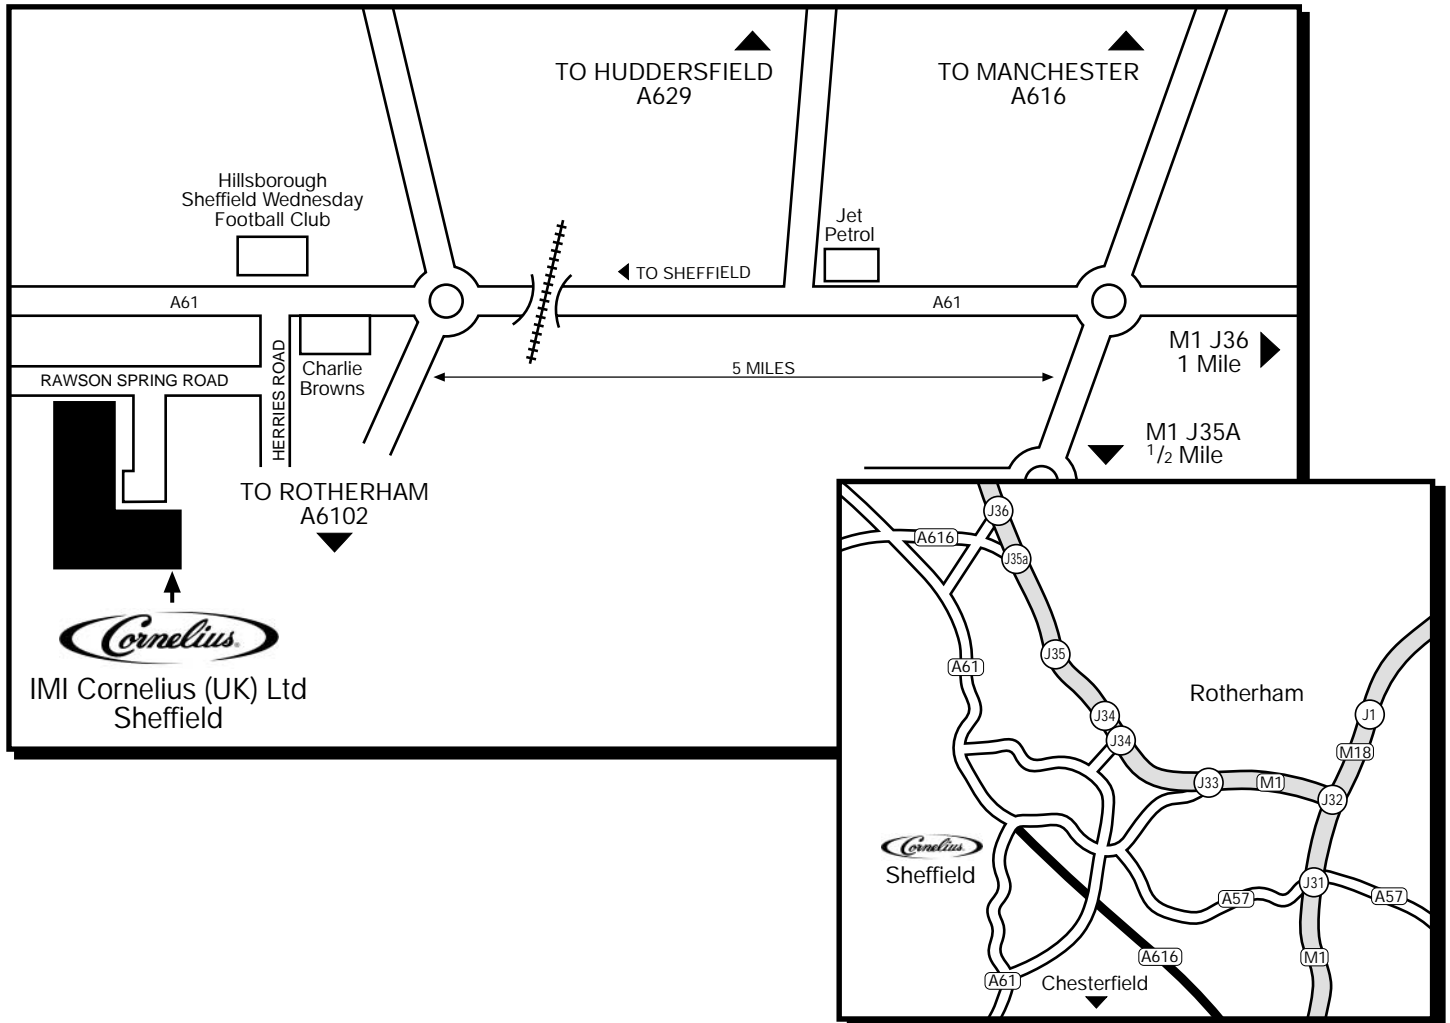 TO HUDDERSFIELD
A629
TO MANCHESTER
A616
Hillsborough
Sheffield Wednesday
Football Club
Jet
Petrol
TO SHEFFIELD
A61
A61
M1 J36
1 Mile
HERRIES ROAD
Charlie
Browns
5 MILES
RAWSON SPRING ROAD
M1 J35A
1/2 Mile
TO ROTHERHAM
A6102
Cornelius.
IMI Cornelius (UK) Ltd
Sheffield
J36
A616
J35a
J35
A61
Rotherham
J34
J1
J34
M18
J33
M1
J32
Cornelius.
Sheffield
J31
A57
A57
A616
M1
A61
Chesterfield